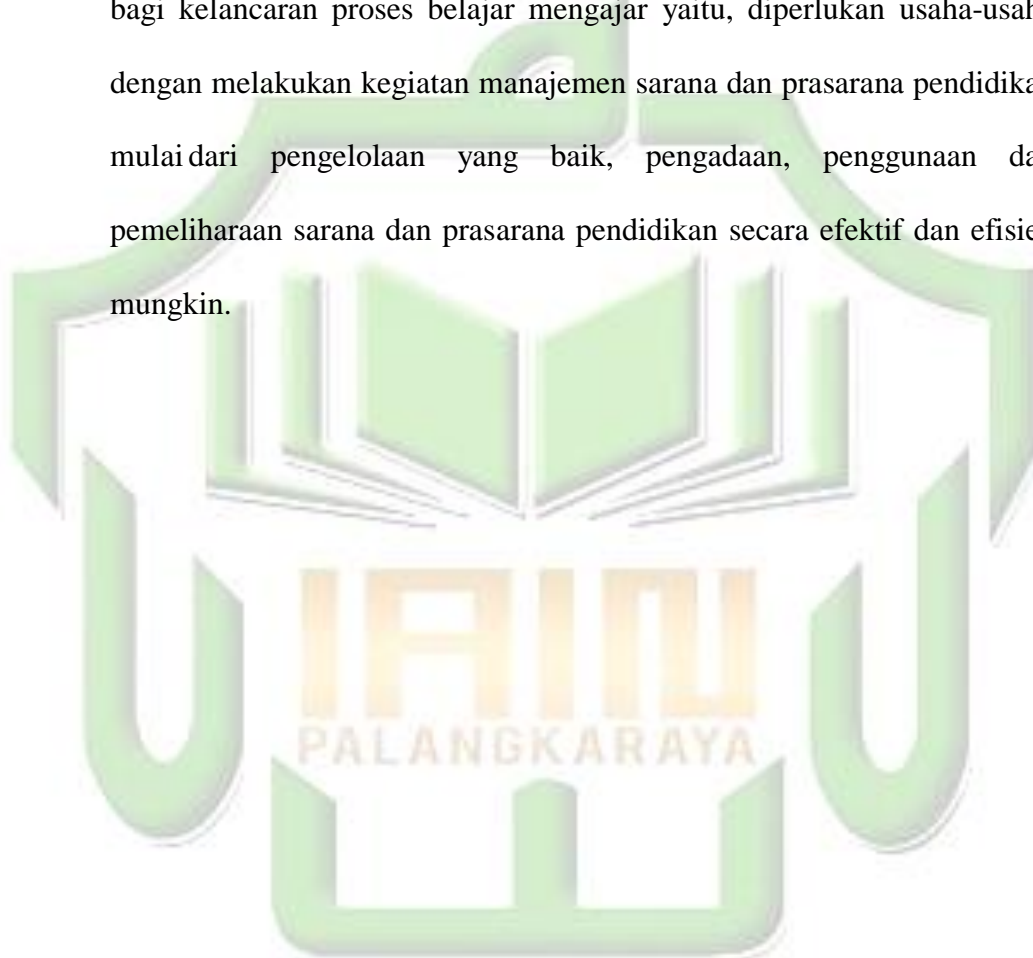 bagi kelancaran proses belajar mengajar yaitu, diperlukan usaha-usah
dengan melakukan kegiatan manajemen sarana dan prasarana pendidika
mulai dari pengelolaan yang baik, pengadaan, penggunaan da
pemeliharaan sarana dan prasarana pendidikan secara efektif dan efisie
mungkin.
IAIN
PALANGKARAYA